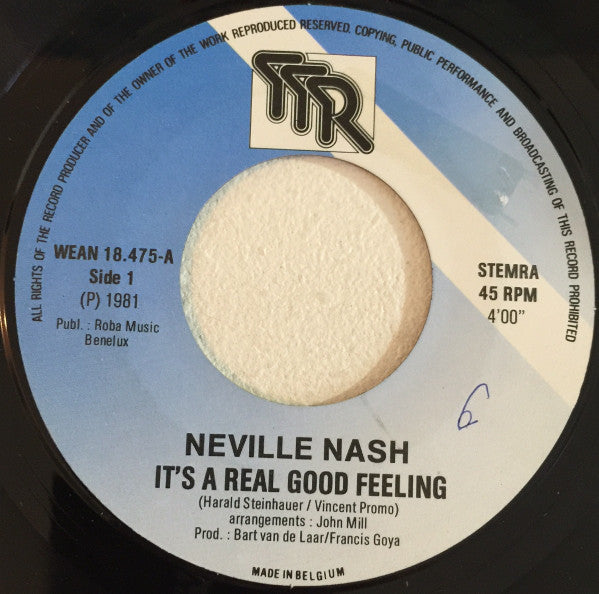 ALL RIGHTS OF THE RECORD PRODUCER AND OF THE OWNER OF THE WORK REPRODUCED RESERVED. COPYING, PUBLIC PERFORMANCE AND BROADCASTING OF THIS RECORD PROHIBITED
TTR
WEAN 18.475-A
Side 1
(P) 1981
Publ. : Roba Music
Benelux
STEMRA
45 RPM
4'00"
6
NEVILLE NASH
IT'S A REAL GOOD FEELING
(Harald Steinhauer / Vincent Promo)
arrangements : John Mill
Prod. : Bart van de Laar/Francis Goya
MADE IN BELGIUM